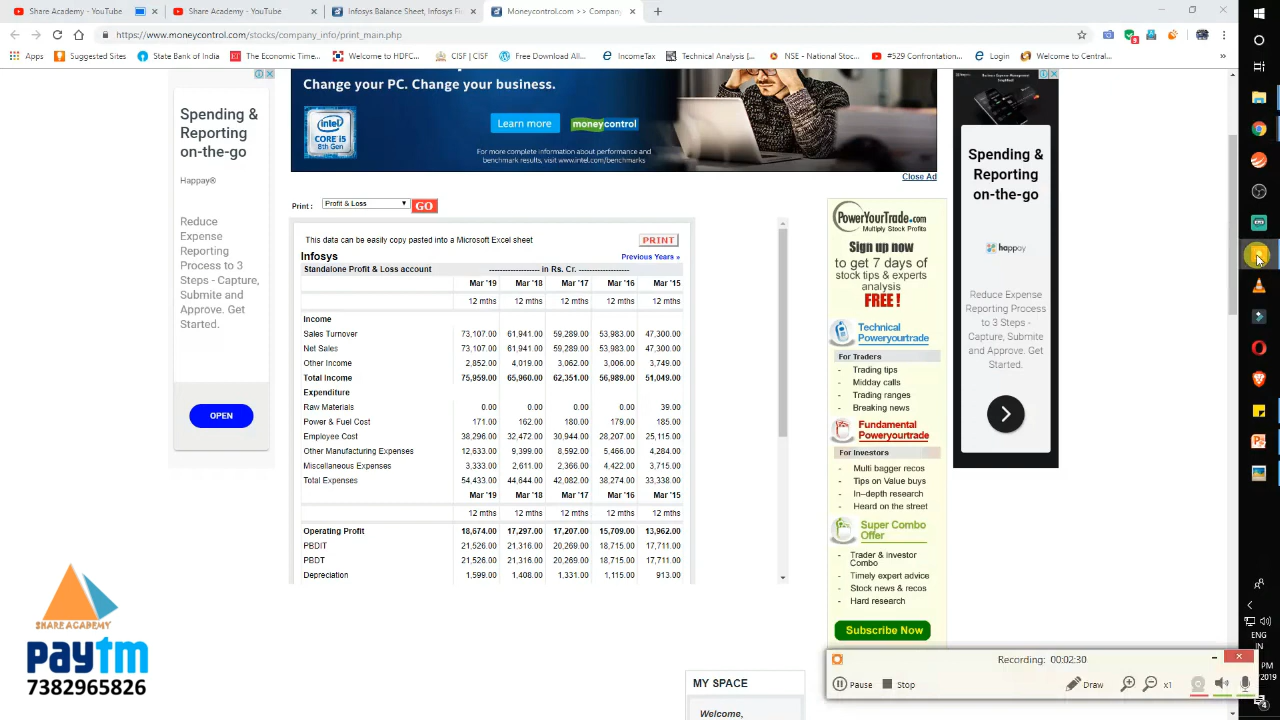 Share Academy - YouTube
Share Academy - YouTube
Infosys Balance Sheet, Infosys Fi
Moneycontrol.com >> Company
https://www.moneycontrol.com/stocks/company_info/print_main.php
Apps
Suggested Sites
State Bank of India
The Economic Times...
Welcome to HDFC...
CISF | CISF
Free Download All...
IncomeTax
Technical Analysis |...
NSE - National Stoc...
#529 Confrontation...
Login
Welcome to Central...
Change your PC. Change your business.
intel
CORE i5
8th Gen
Learn more
moneycontrol
For more complete information about performance and
benchmark results, visit www.intel.com/benchmarks
Close Ad
Spending &
Reporting
on-the-go
Happay®
Reduce
Expense
Reporting
Process to 3
Steps - Capture,
Submite and
Approve. Get
Started.
OPEN
Print :
Profit & Loss
GO
This data can be easily copy pasted into a Microsoft Excel sheet
PRINT
Infosys
Previous Years »
Standalone Profit & Loss account ------------------- in Rs. Cr. -------------------
Mar '19 Mar '18 Mar '17 Mar '16 Mar '15
12 mths 12 mths 12 mths 12 mths 12 mths
Income
Sales Turnover 73,107.00 61,941.00 59,289.00 53,983.00 47,300.00
Net Sales 73,107.00 61,941.00 59,289.00 53,983.00 47,300.00
Other Income 2,852.00 4,019.00 3,062.00 3,006.00 3,749.00
Total Income 75,959.00 65,960.00 62,351.00 56,989.00 51,049.00
Expenditure
Raw Materials 0.00 0.00 0.00 0.00 39.00
Power & Fuel Cost 171.00 162.00 180.00 179.00 185.00
Employee Cost 38,296.00 32,472.00 30,944.00 28,207.00 25,115.00
Other Manufacturing Expenses 12,633.00 9,399.00 8,592.00 5,466.00 4,284.00
Miscellaneous Expenses 3,333.00 2,611.00 2,366.00 4,422.00 3,715.00
Total Expenses 54,433.00 44,644.00 42,082.00 38,274.00 33,338.00
Mar '19 Mar '18 Mar '17 Mar '16 Mar '15
12 mths 12 mths 12 mths 12 mths 12 mths
Operating Profit 18,674.00 17,297.00 17,207.00 15,709.00 13,962.00
PBDIT 21,526.00 21,316.00 20,269.00 18,715.00 17,711.00
PBDT 21,526.00 21,316.00 20,269.00 18,715.00 17,711.00
Depreciation 1,599.00 1,408.00 1,331.00 1,115.00 913.00
PowerYourTrade.com
Multiply Stock Profits
Sign up now
to get 7 days of
stock tips & experts
analysis
FREE !
Technical
Poweryourtrade
For Traders
- Trading tips
- Midday calls
- Trading ranges
- Breaking news
Fundamental
Poweryourtrade
For Investors
- Multi bagger recos
- Tips on Value buys
- In–depth research
- Heard on the street
Super Combo
Offer
- Trader & investor
Combo
- Timely expert advice
- Stock news & recos
- Hard research
Subscribe Now
Spending &
Reporting
on-the-go
happay
Reduce Expense
Reporting Process
to 3 Steps -
Capture, Submite
and Approve. Get
Started.
SHARE ACADEMY
paytm
7382965826
MY SPACE
Welcome,
Recording: 00:02:30
Pause
Stop
Draw
x1
ENG
IN
PM
2019